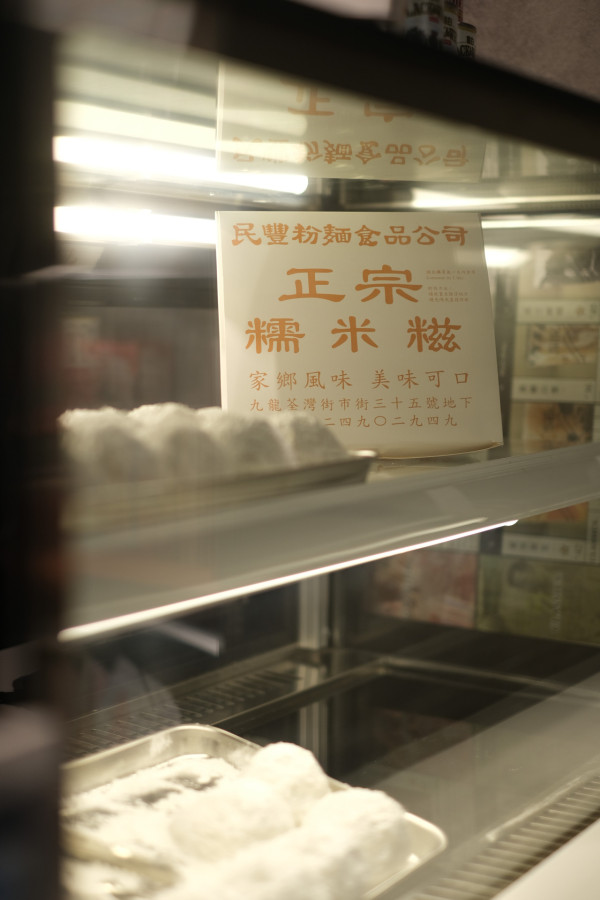 民豐粉麵食品公司
正宗
糯米糍
家鄉風味 美味可口
九龍荃灣街市街三十五號地下
二四九〇二九四九